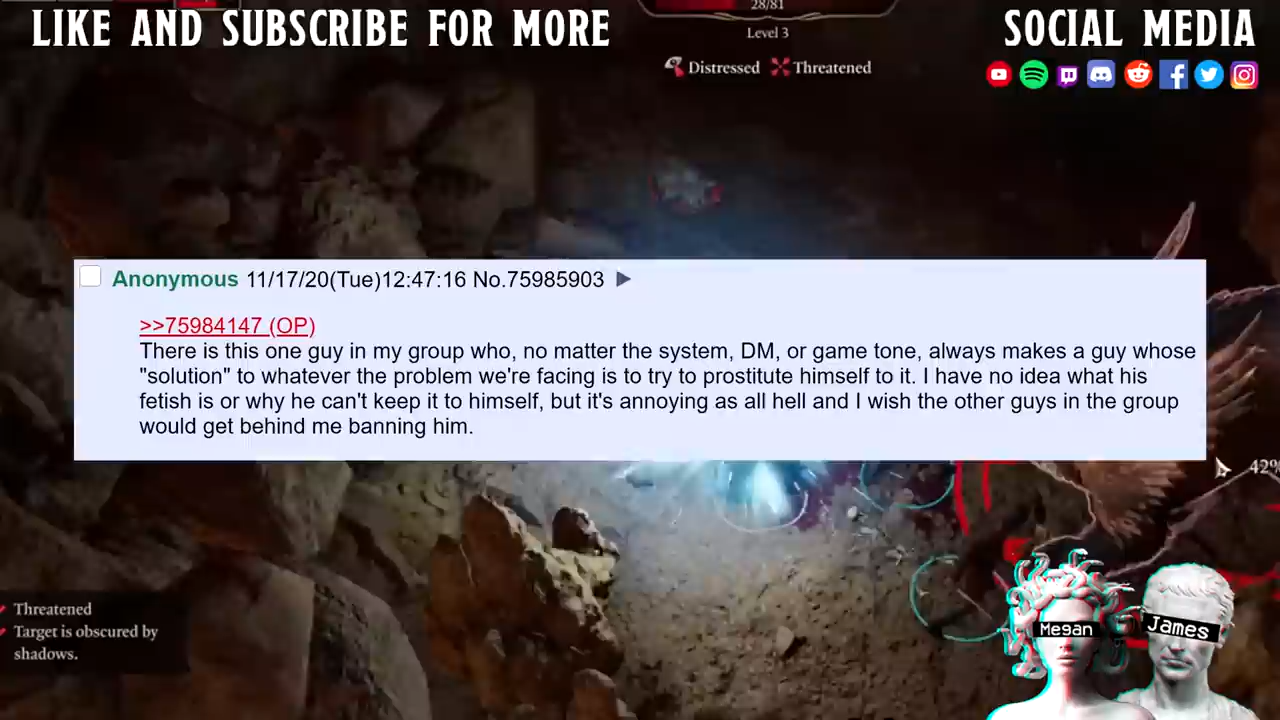 LIKE AND SUBSCRIBE FOR MORE
28/81
Level 3
Distressed Threatened
SOCIAL MEDIA
Anonymous 11/17/20(Tue)12:47:16 No.75985903
>>75984147 (OP)
There is this one guy in my group who, no matter the system, DM, or game tone, always makes a guy whose
"solution" to whatever the problem we're facing is to try to prostitute himself to it. I have no idea what his
fetish is or why he can't keep it to himself, but it's annoying as all hell and I wish the other guys in the group
would get behind me banning him.
42%
Threatened
Target is obscured by
shadows.
Megan
James